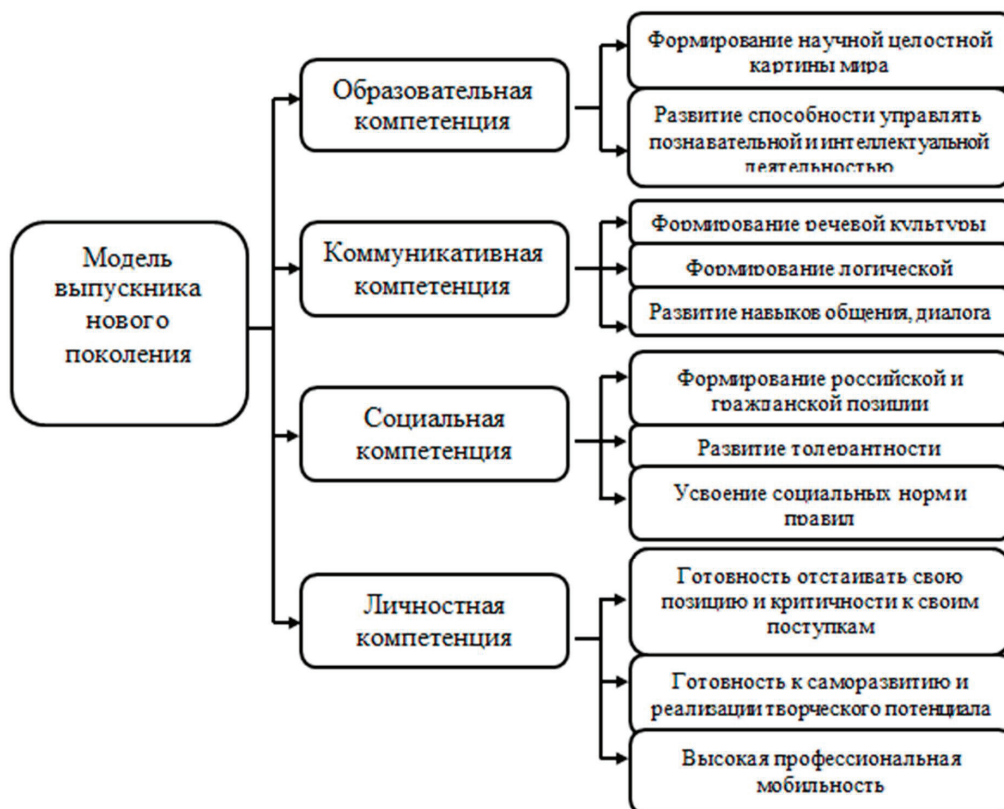 Модель
выпускника
нового
поколения
Образовательная
компетенция
Формирование научной целостной
картины мира
Развитие способности управлять
познавательной и интеллектуальной
деятельностью
Коммуникативная
компетенция
Формирование речевой культуры
Формирование логической
Развитие навыков общения, диалога
Социальная
компетенция
Формирование российской и
гражданской позиции
Развитие толерантности
Усвоение социальных норм и
правил
Личностная
компетенция
Готовность отстаивать свою
позицию и критичности к своим
поступкам
Готовность к саморазвитию и
реализации творческого потенциала
Высокая профессиональная
мобильность